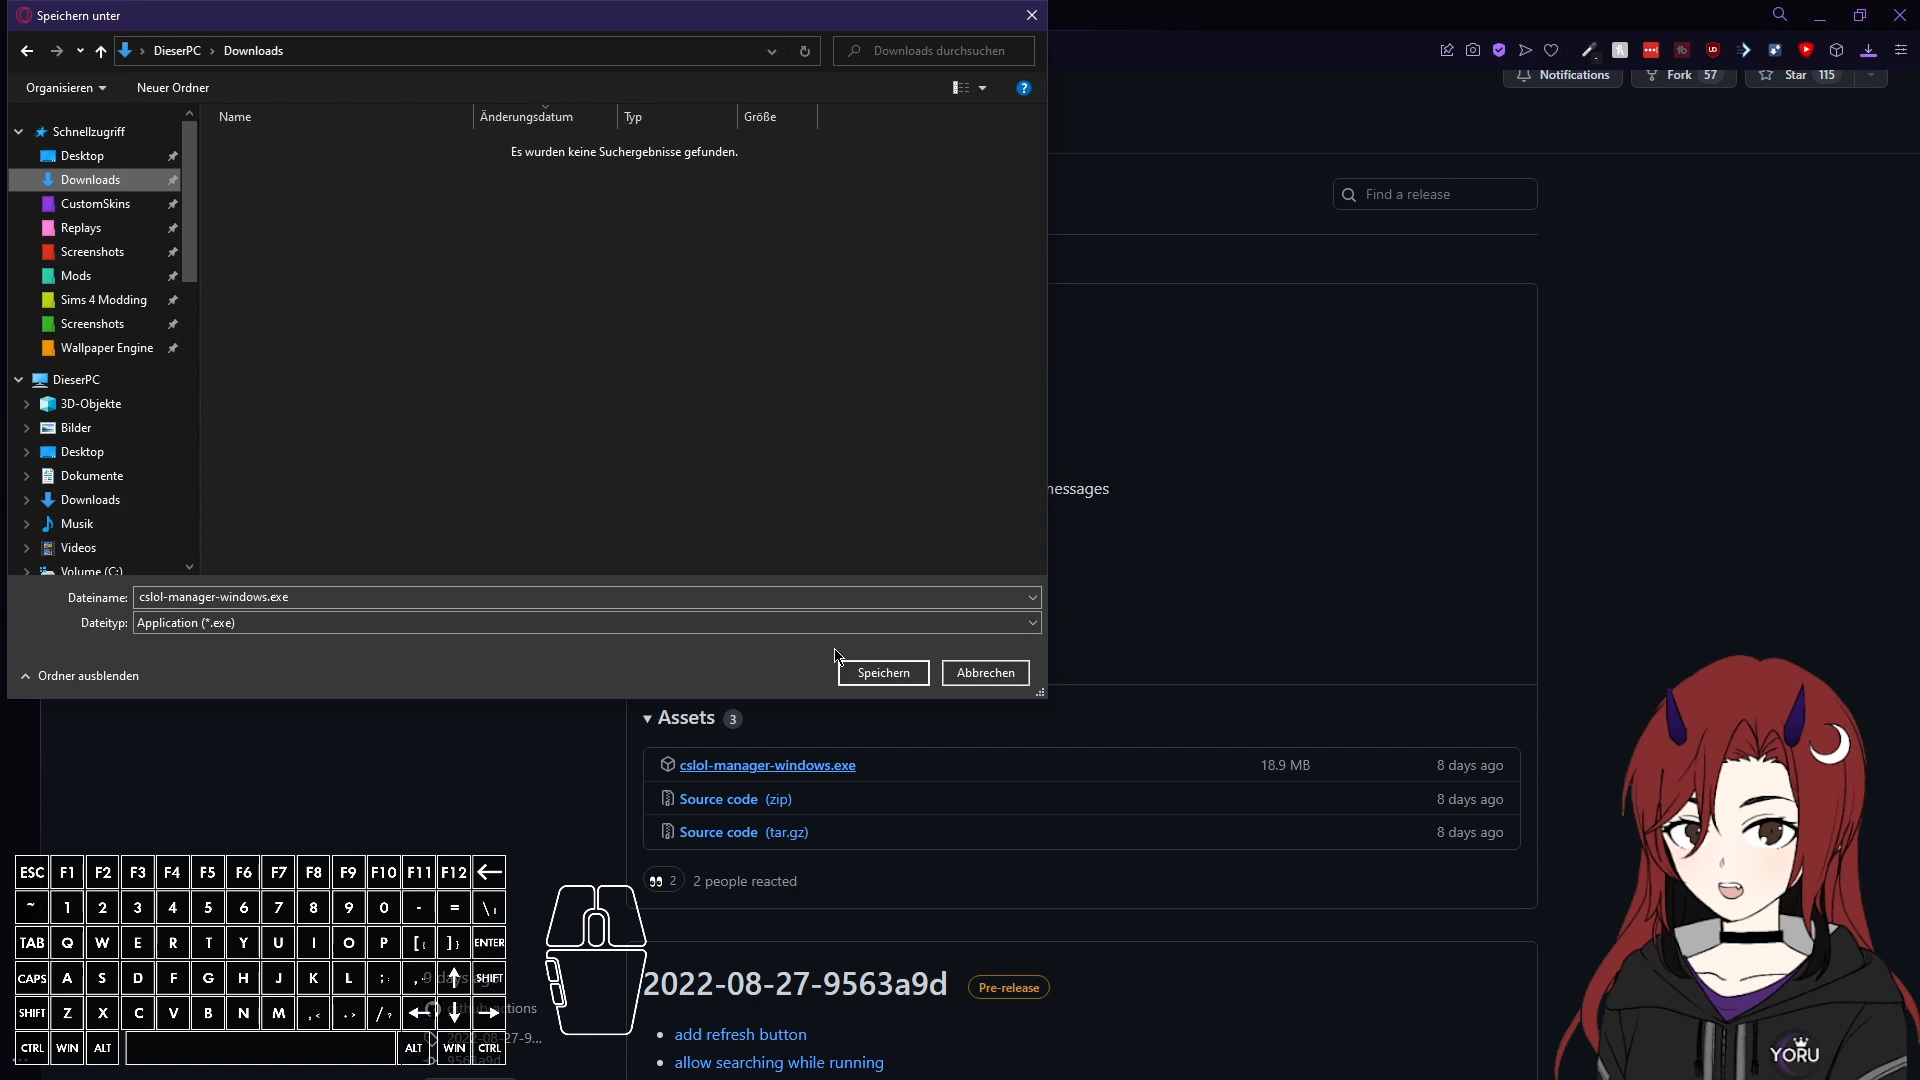 Speichern unter
DieserPC > Downloads
Downloads durchsuchen
Organisieren
Neuer Ordner
?
Name
Änderungsdatum
Typ
Größe
Es wurden keine Suchergebnisse gefunden.
Schnellzugriff
Desktop
Downloads
CustomSkins
Replays
Screenshots
Mods
Sims 4 Modding
Screenshots
Wallpaper Engine
DieserPC
3D-Objekte
Bilder
Desktop
Dokumente
Downloads
Musik
Videos
Volume (C:)
Dateiname: cslol-manager-windows.exe
Dateityp: Application (*.exe)
Ordner ausblenden
Speichern
Abbrechen
Notifications
Fork 57
Star 115
Find a release
nessages
Assets 3
cslol-manager-windows.exe 18.9 MB 8 days ago
Source code (zip) 8 days ago
Source code (tar.gz) 8 days ago
2 2 people reacted
2022-08-27-9563a9d Pre-release
add refresh button
allow searching while running
ESC F1 F2 F3 F4 F5 F6 F7 F8 F9 F10 F11 F12 ←
~ 1 2 3 4 5 6 7 8 9 0 - = \
TAB Q W E R T Y U I O P [{ ]} ENTER
CAPS A S D F G H J K L ;: ,. ↑ SHIFT
SHIFT Z X C V B N M ,< .> /? ← ↓ →
CTRL WIN ALT ALT WIN CTRL
YORU